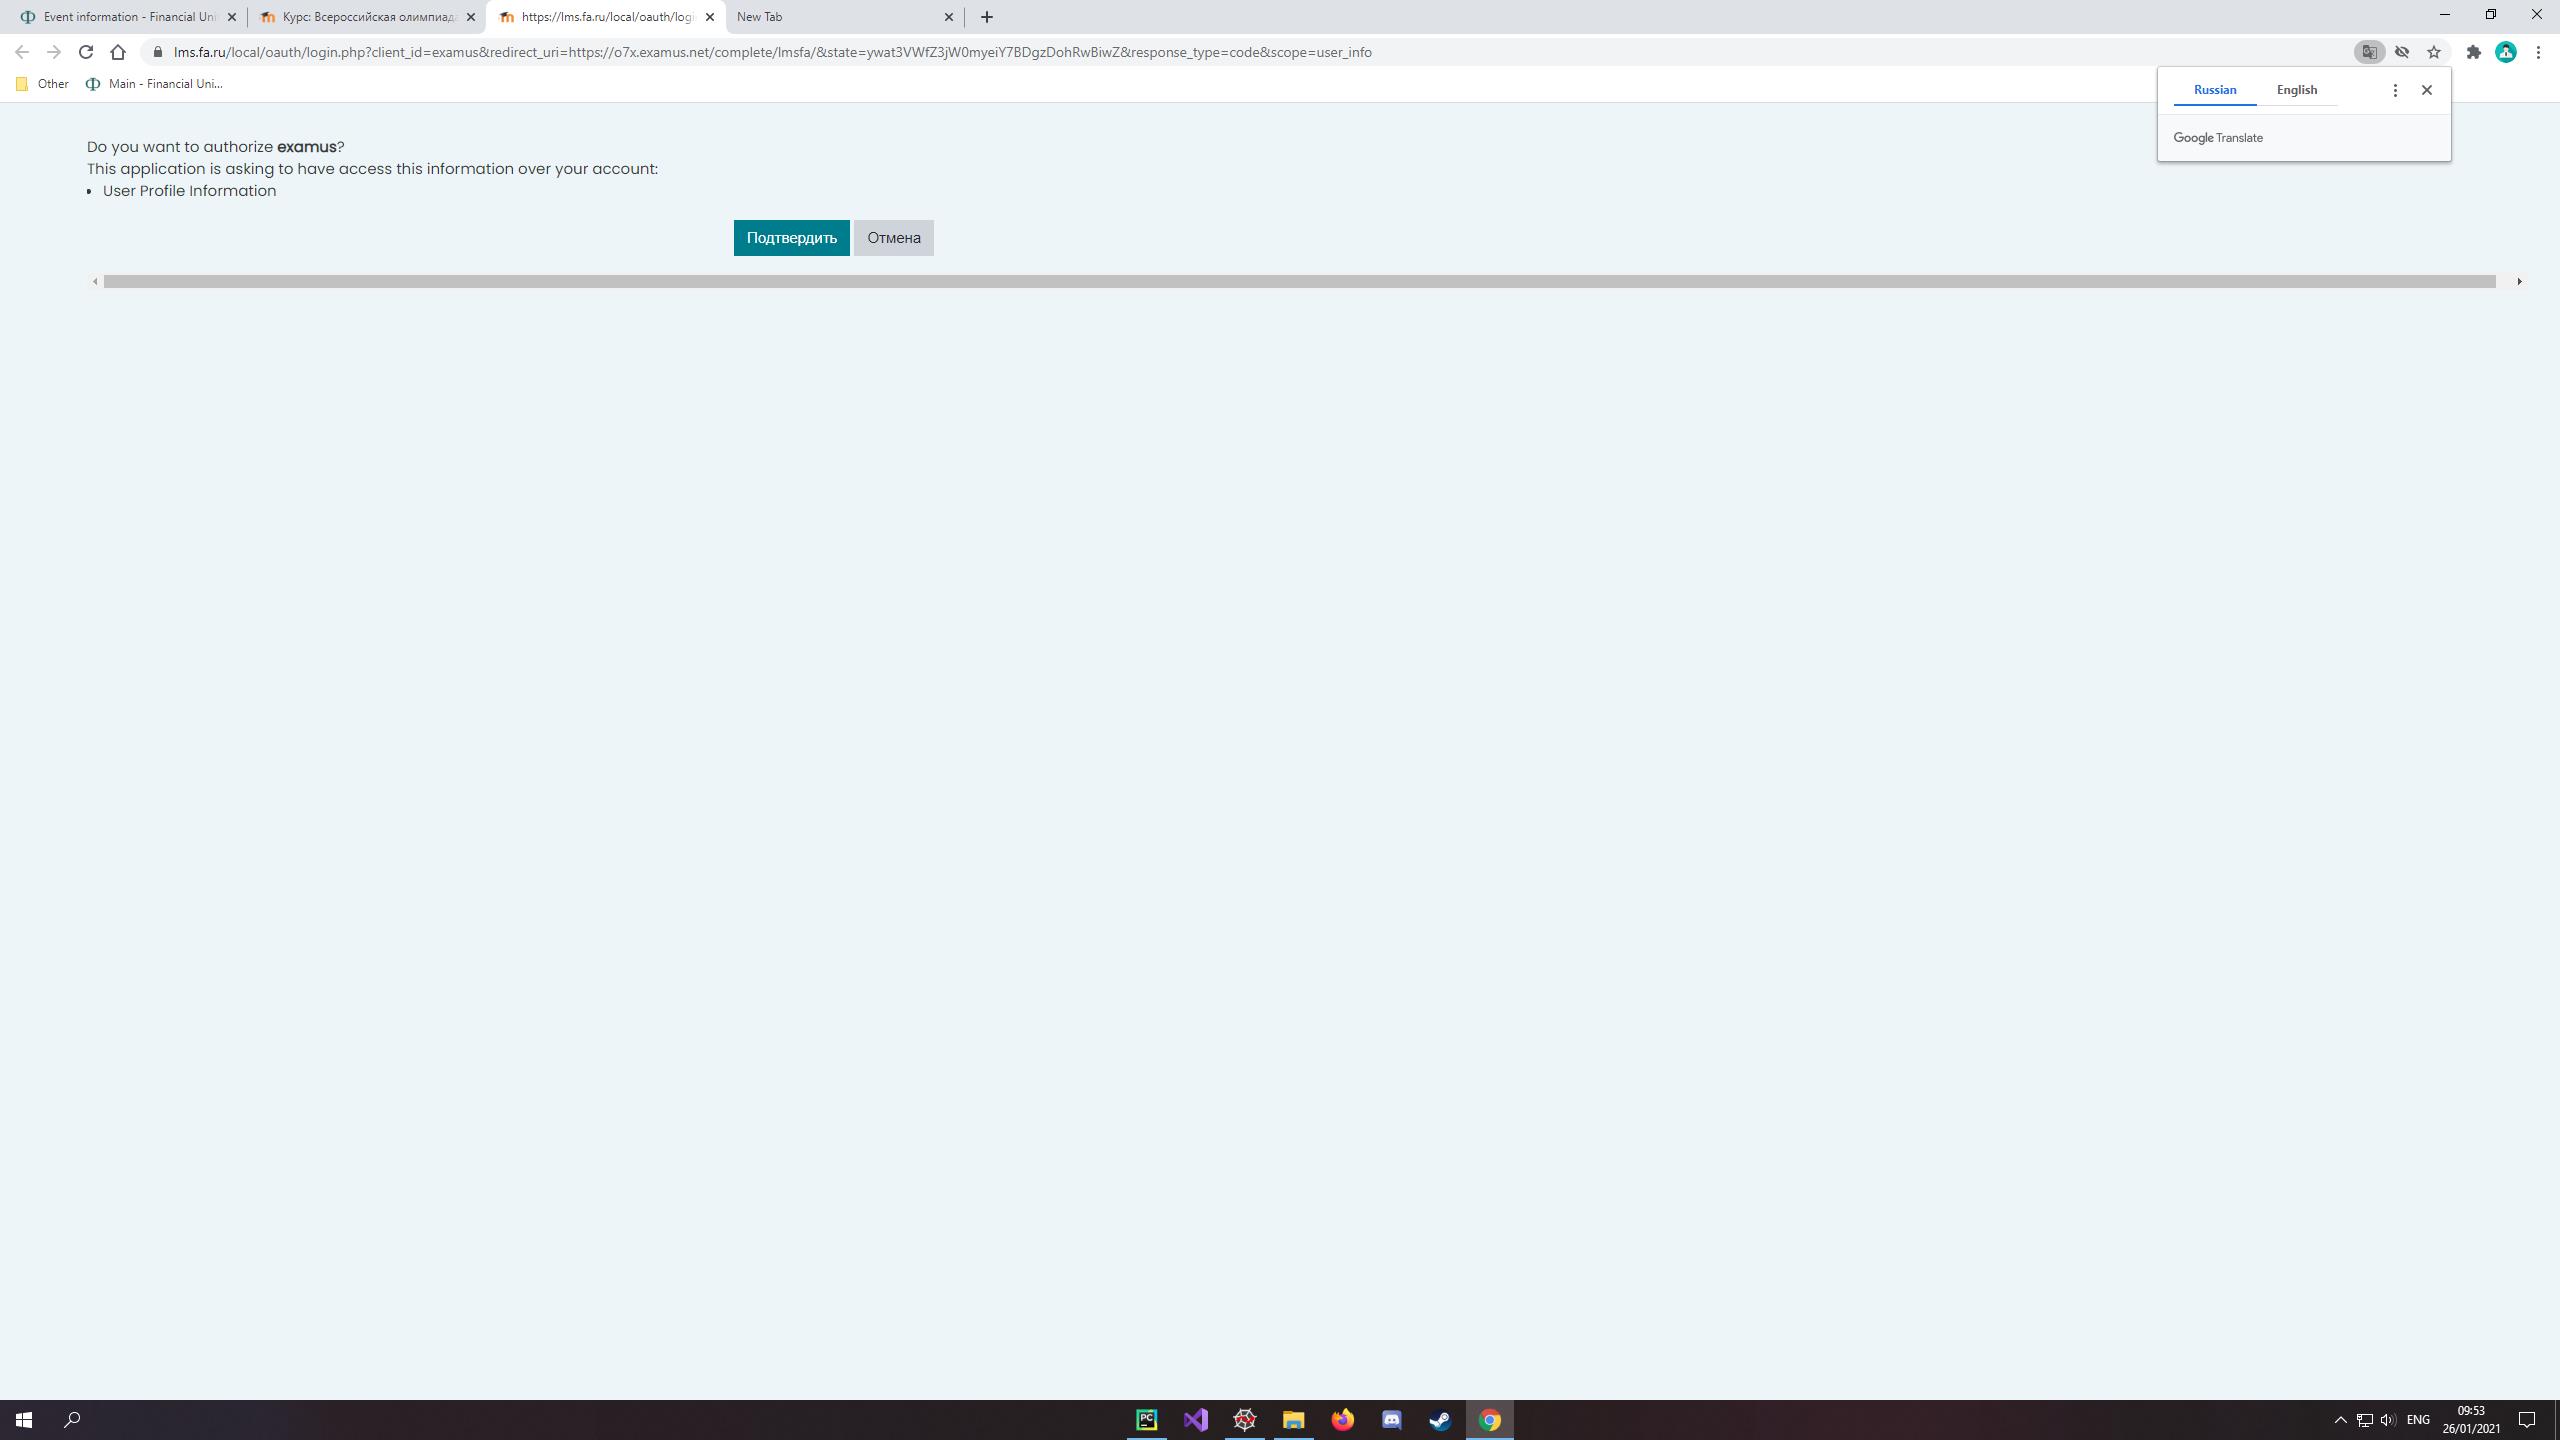 Event information - Financial Uni
Курс: Всероссийская олимпиада
https://lms.fa.ru/local/oauth/logi
New Tab
lms.fa.ru/local/oauth/login.php?client_id=examus&redirect_uri=https://o7x.examus.net/complete/lmsfa/&state=ywat3VWfZ3jW0myeiY7BDgzDohRwBiwZ&response_type=code&scope=user_info
Other
Main - Financial Uni...
Russian
English
Google Translate
Do you want to authorize examus?
This application is asking to have access this information over your account:
• User Profile Information
Подтвердить
Отмена
PC
ENG
09:53
26/01/2021